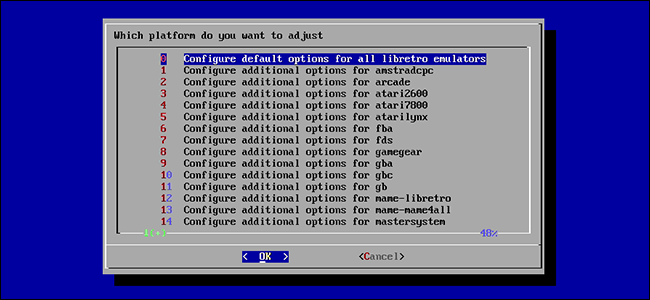 Which platform do you want to adjust
0 Configure default options for all libretro emulators
1 Configure additional options for amstradcpc
2 Configure additional options for arcade
3 Configure additional options for atari2600
4 Configure additional options for atari7800
5 Configure additional options for atarilynx
6 Configure additional options for fba
7 Configure additional options for fds
8 Configure additional options for gamegear
9 Configure additional options for gba
10 Configure additional options for gbc
11 Configure additional options for gb
12 Configure additional options for mame-libretro
13 Configure additional options for mame-mame4all
14 Configure additional options for mastersystem
40%
< OK > <Cancel>